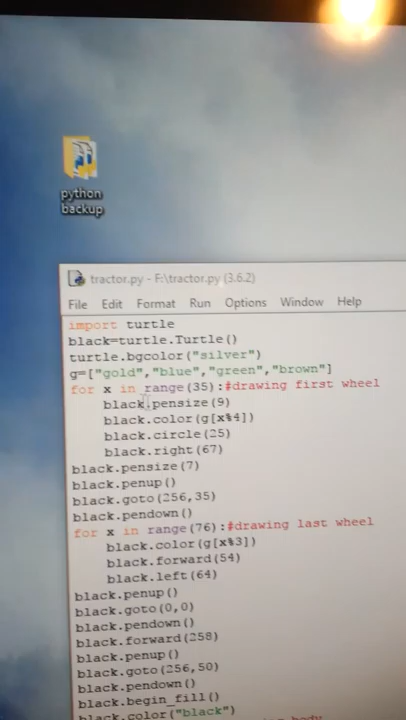 python
backup
tractor.py - F:\tractor.py (3.6.2)
File Edit Format Run Options Window Help
import turtle
black=turtle.Turtle()
turtle.bgcolor("silver")
g=["gold","blue","green","brown"]
for x in range(35):#drawing first wheel
    black.pensize(9)
    black.color(g[x%4])
    black.circle(25)
    black.right(67)
black.pensize(7)
black.penup()
black.goto(256,35)
black.pendown()
for x in range(76):#drawing last wheel
    black.color(g[x%3])
    black.forward(54)
    black.left(64)
black.penup()
black.goto(0,0)
black.pendown()
black.forward(258)
black.penup()
black.goto(256,50)
black.pendown()
black.begin_fill()
black.color("black")